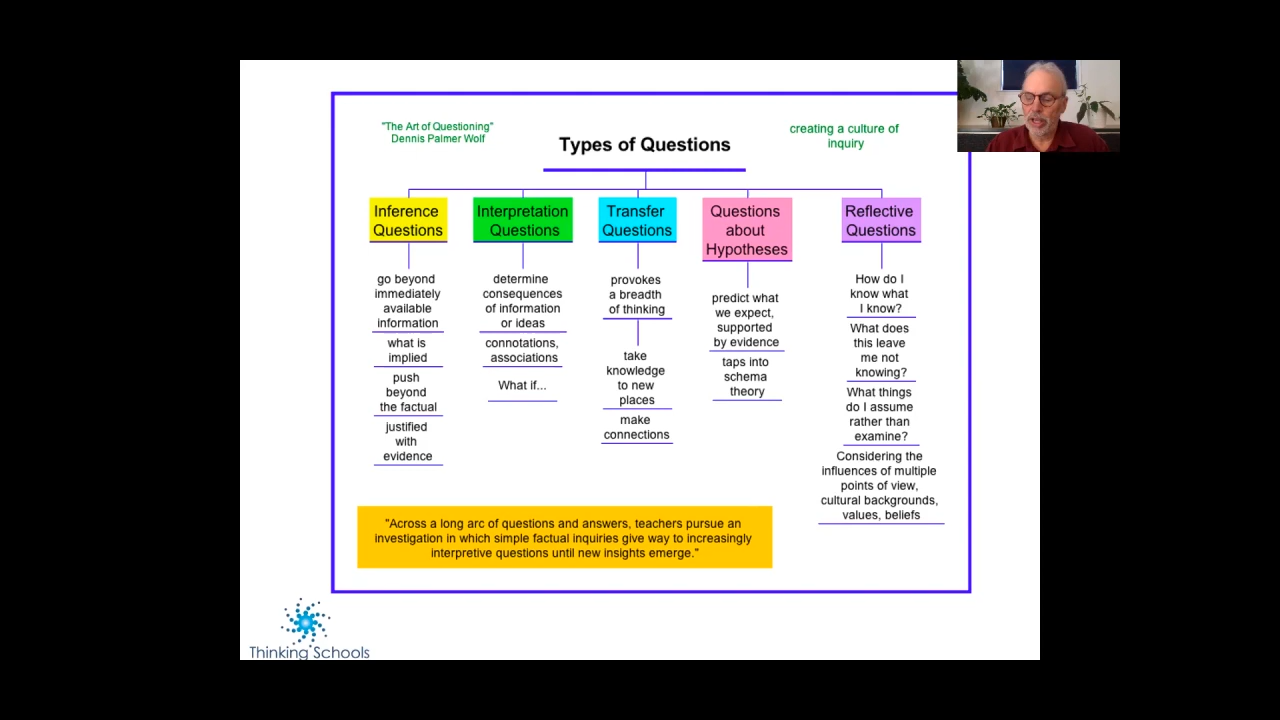 "The Art of Questioning"
Dennis Palmer Wolf
Types of Questions
creating a culture of
inquiry
Inference
Questions
go beyond
immediately
available
information
what is
implied
push
beyond
the factual
justified
with
evidence
Interpretation
Questions
determine
consequences
of information
or ideas
connotations,
associations
What if...
Transfer
Questions
provokes
a breadth
of thinking
take
knowledge
to new
places
make
connections
Questions
about
Hypotheses
predict what
we expect,
supported
by evidence
taps into
schema
theory
Reflective
Questions
How do I
know what
I know?
What does
this leave
me not
knowing?
What things
do I assume
rather than
examine?
Considering the
influences of multiple
points of view,
cultural backgrounds,
values, beliefs
"Across a long arc of questions and answers, teachers pursue an
investigation in which simple factual inquiries give way to increasingly
interpretive questions until new insights emerge."
Thinking Schools